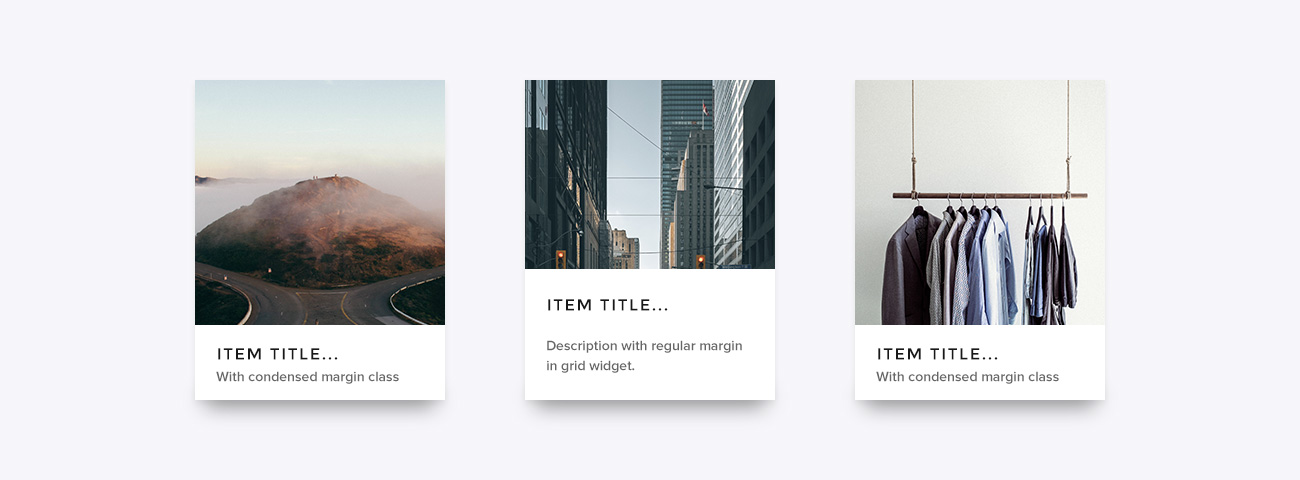 ITEM TITLE...
With condensed margin class
ITEM TITLE...
Description with regular margin
in grid widget.
ITEM TITLE...
With condensed margin class